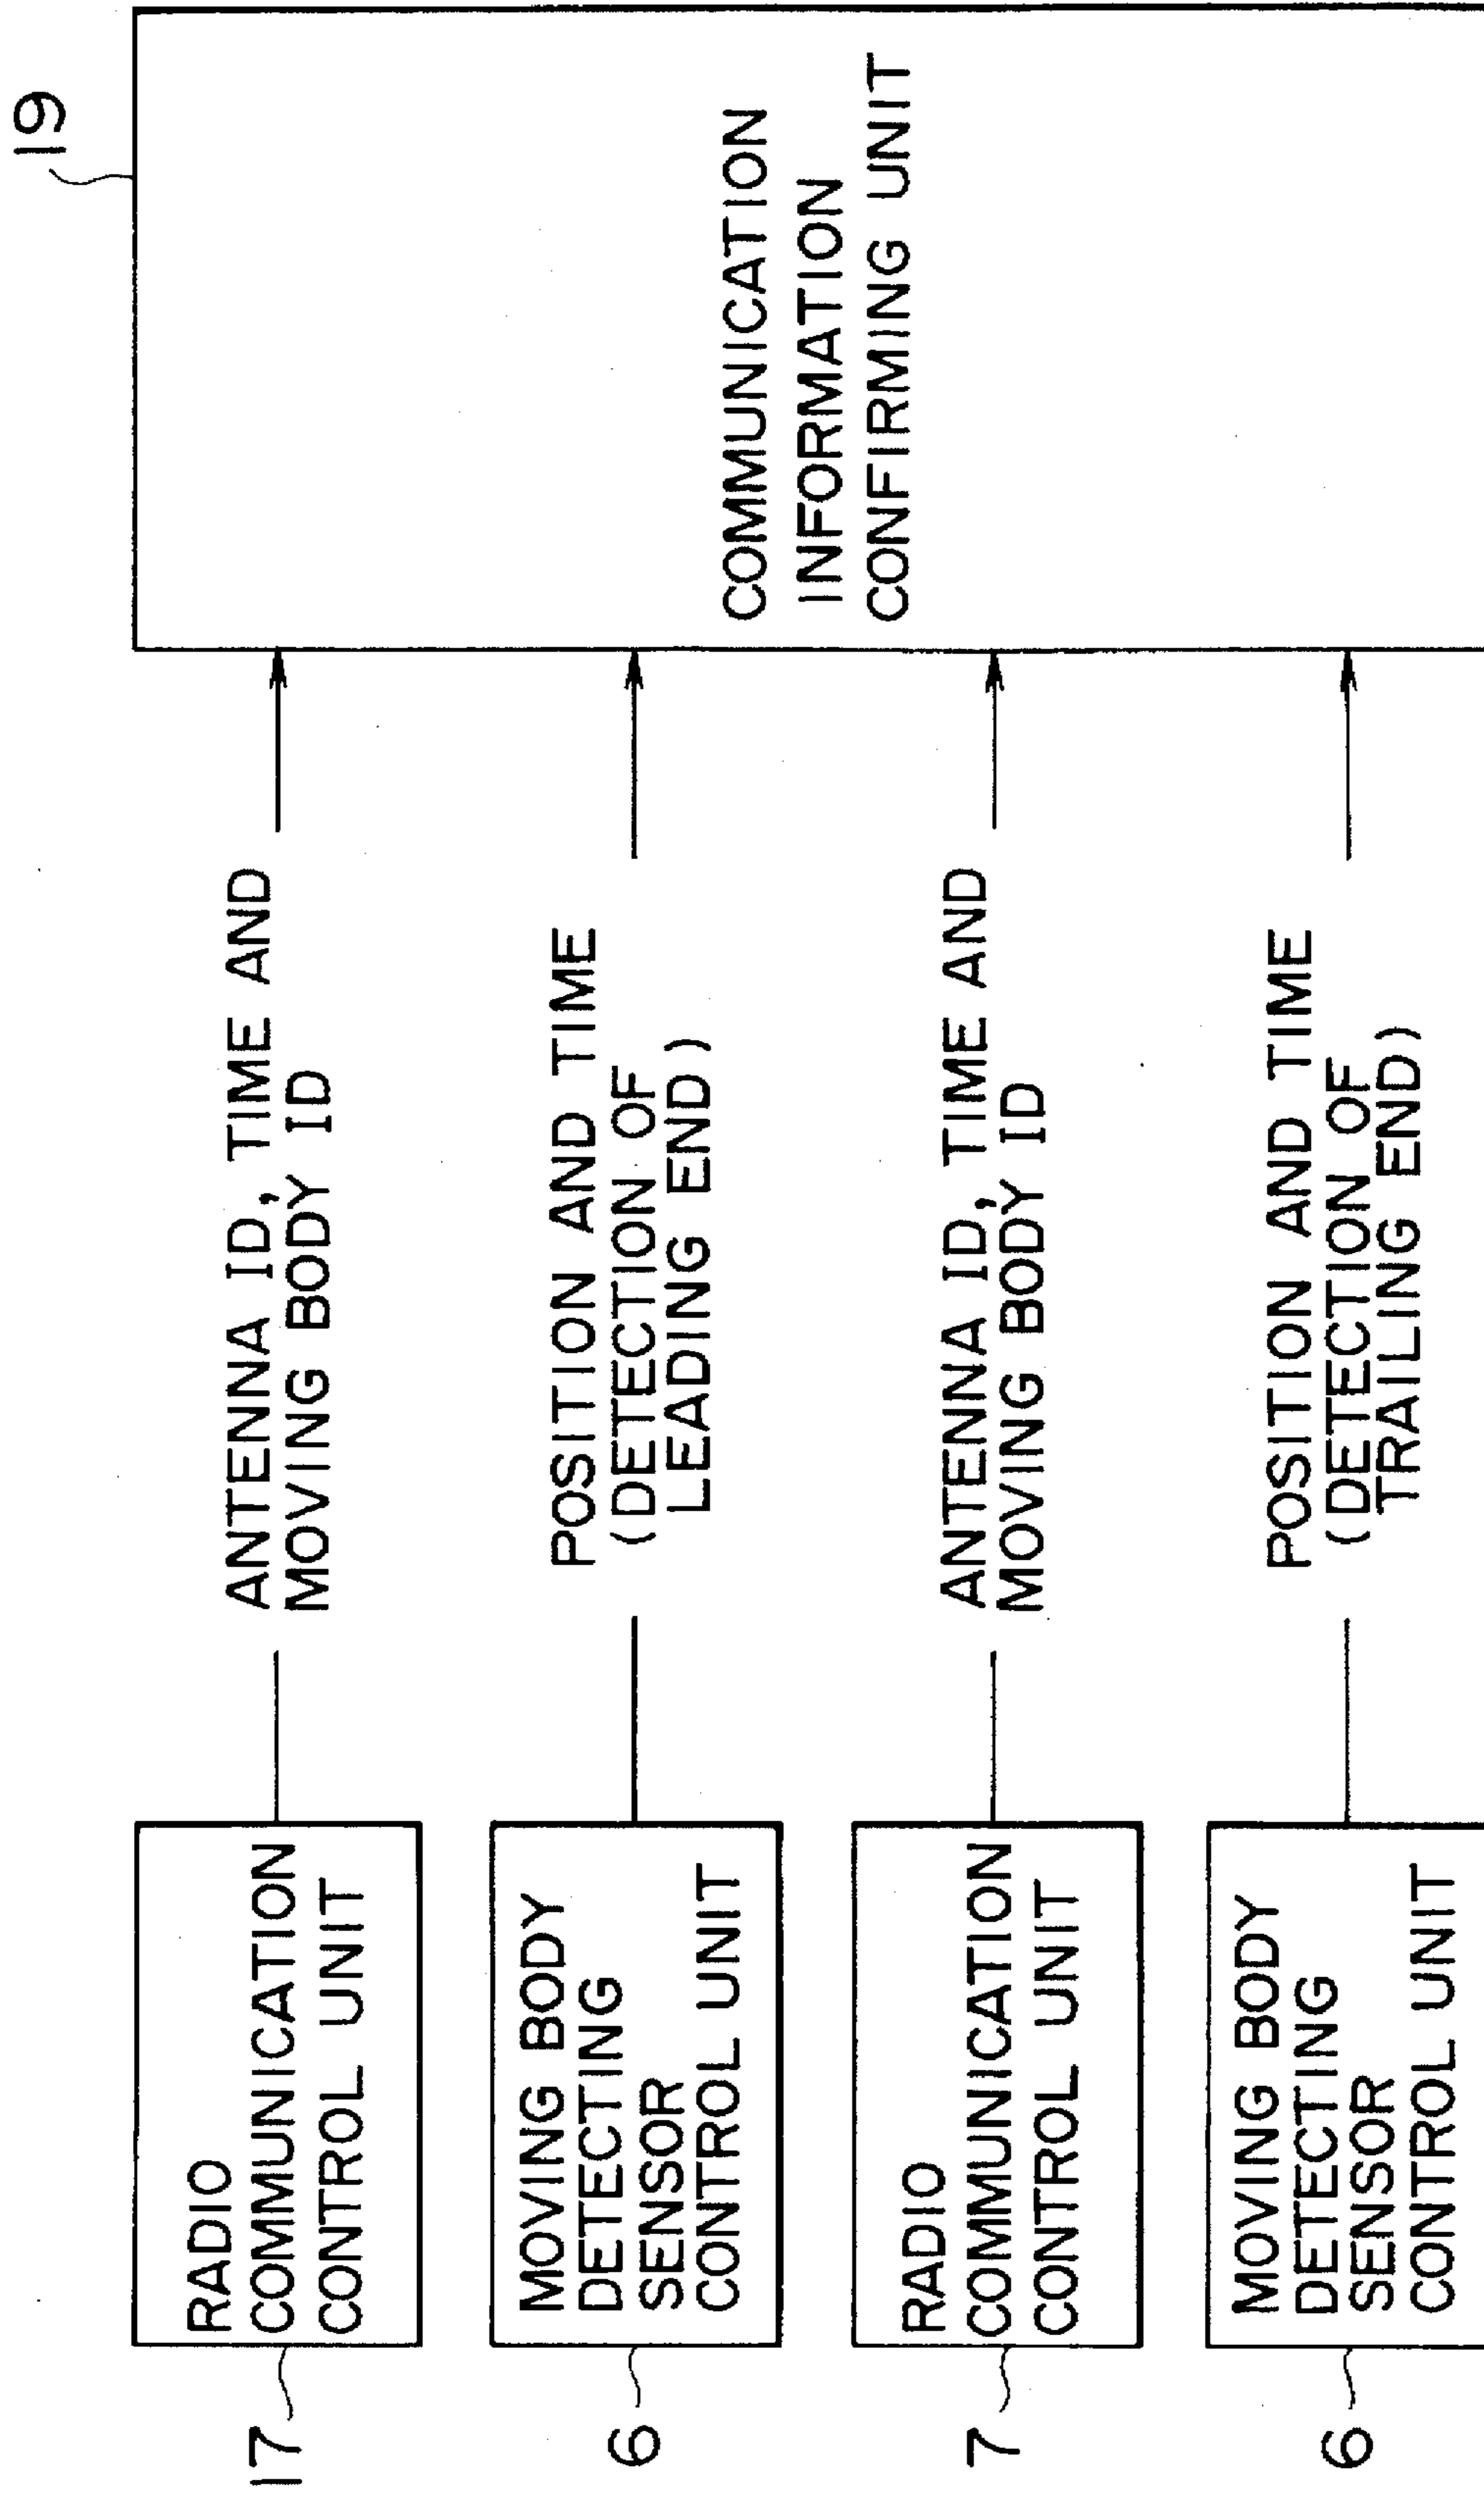 19
17
RADIO
COMMUNICATION
CONTROL UNIT
ANTENNA ID, TIME AND
MOVING BODY ID
6
MOVING BODY
DETECTING
SENSOR
CONTROL UNIT
POSITION AND TIME
(DETECTION OF
LEADING END)
COMMUNICATION
INFORMATION
CONFIRMING UNIT
7
RADIO
COMMUNICATION
CONTROL UNIT
ANTENNA ID, TIME AND
MOVING BODY ID
6
MOVING BODY
DETECTING
SENSOR
CONTROL UNIT
POSITION AND TIME
(DETECTION OF
TRAILING END)